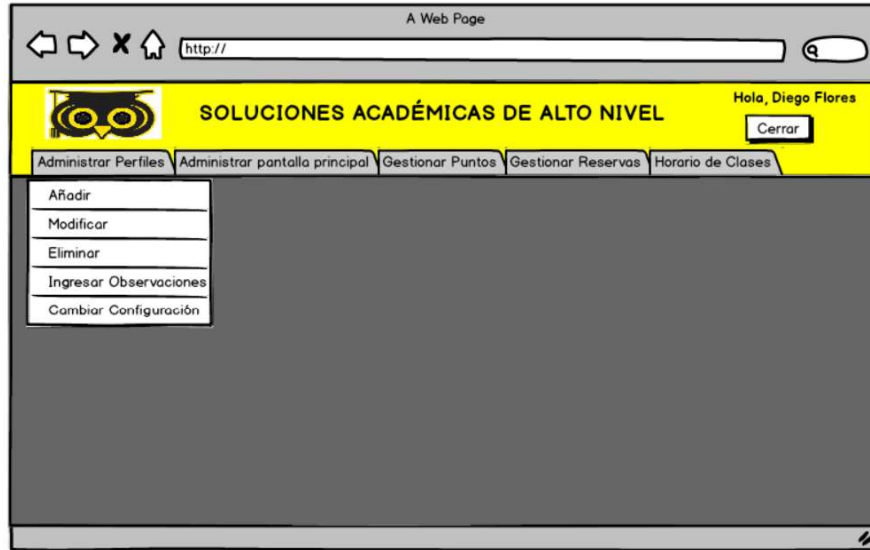 A Web Page
http://
SOLUCIONES ACADÉMICAS DE ALTO NIVEL
Hola, Diego Flores
Cerrar
Administrar Perfiles
Administrar pantalla principal
Gestionar Puntos
Gestionar Reservas
Horario de Clases
Añadir
Modificar
Eliminar
Ingresar Observaciones
Cambiar Configuración